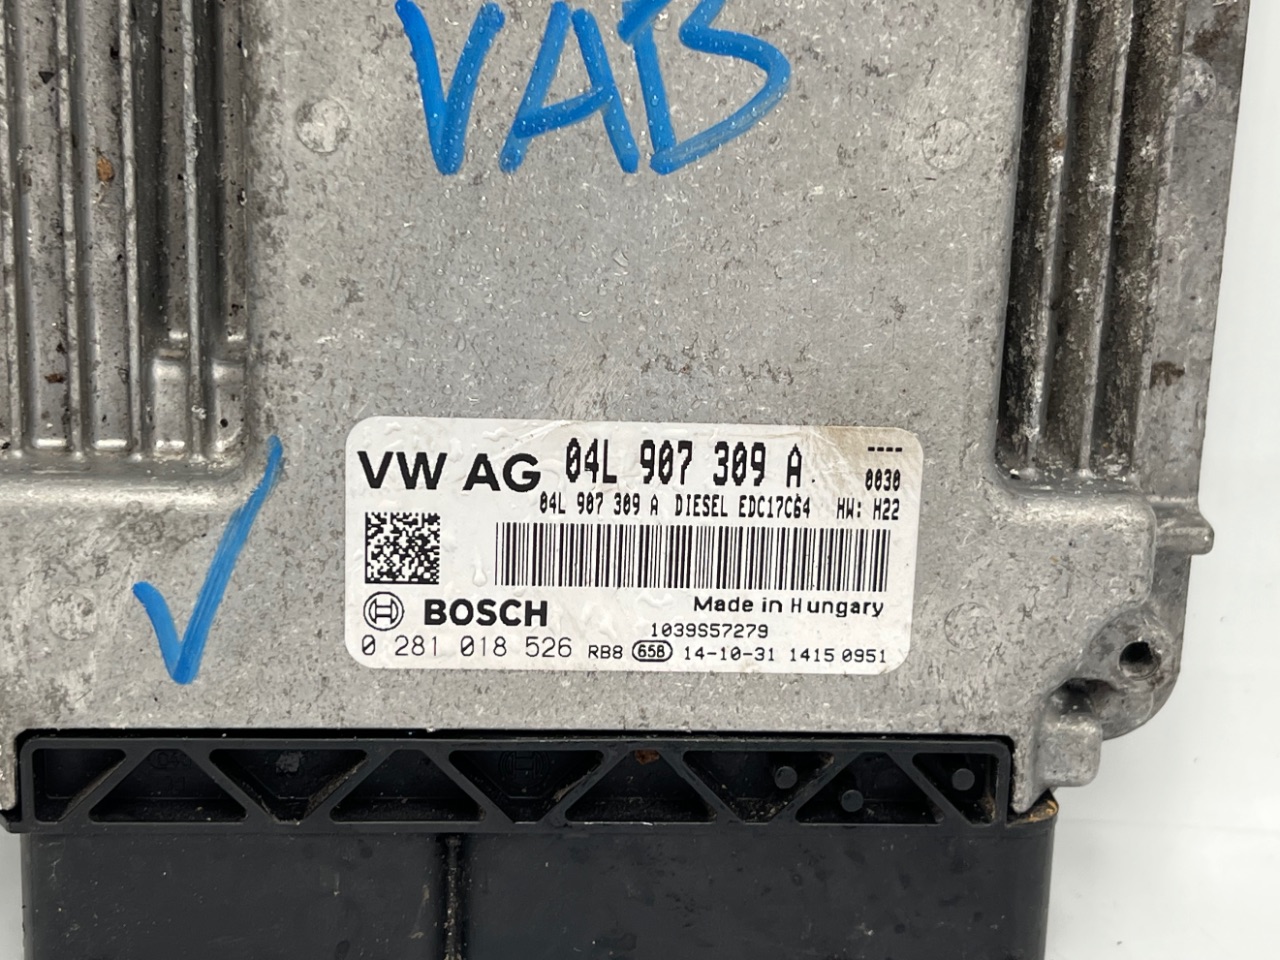 VAB
VW AG 04L 907 309 A ----
0030
04L 907 309 A DIESEL EDC17C64 HW: H22
BOSCH Made in Hungary
1039S57279
0 281 018 526 RB8 65B 14-10-31 1415 0951